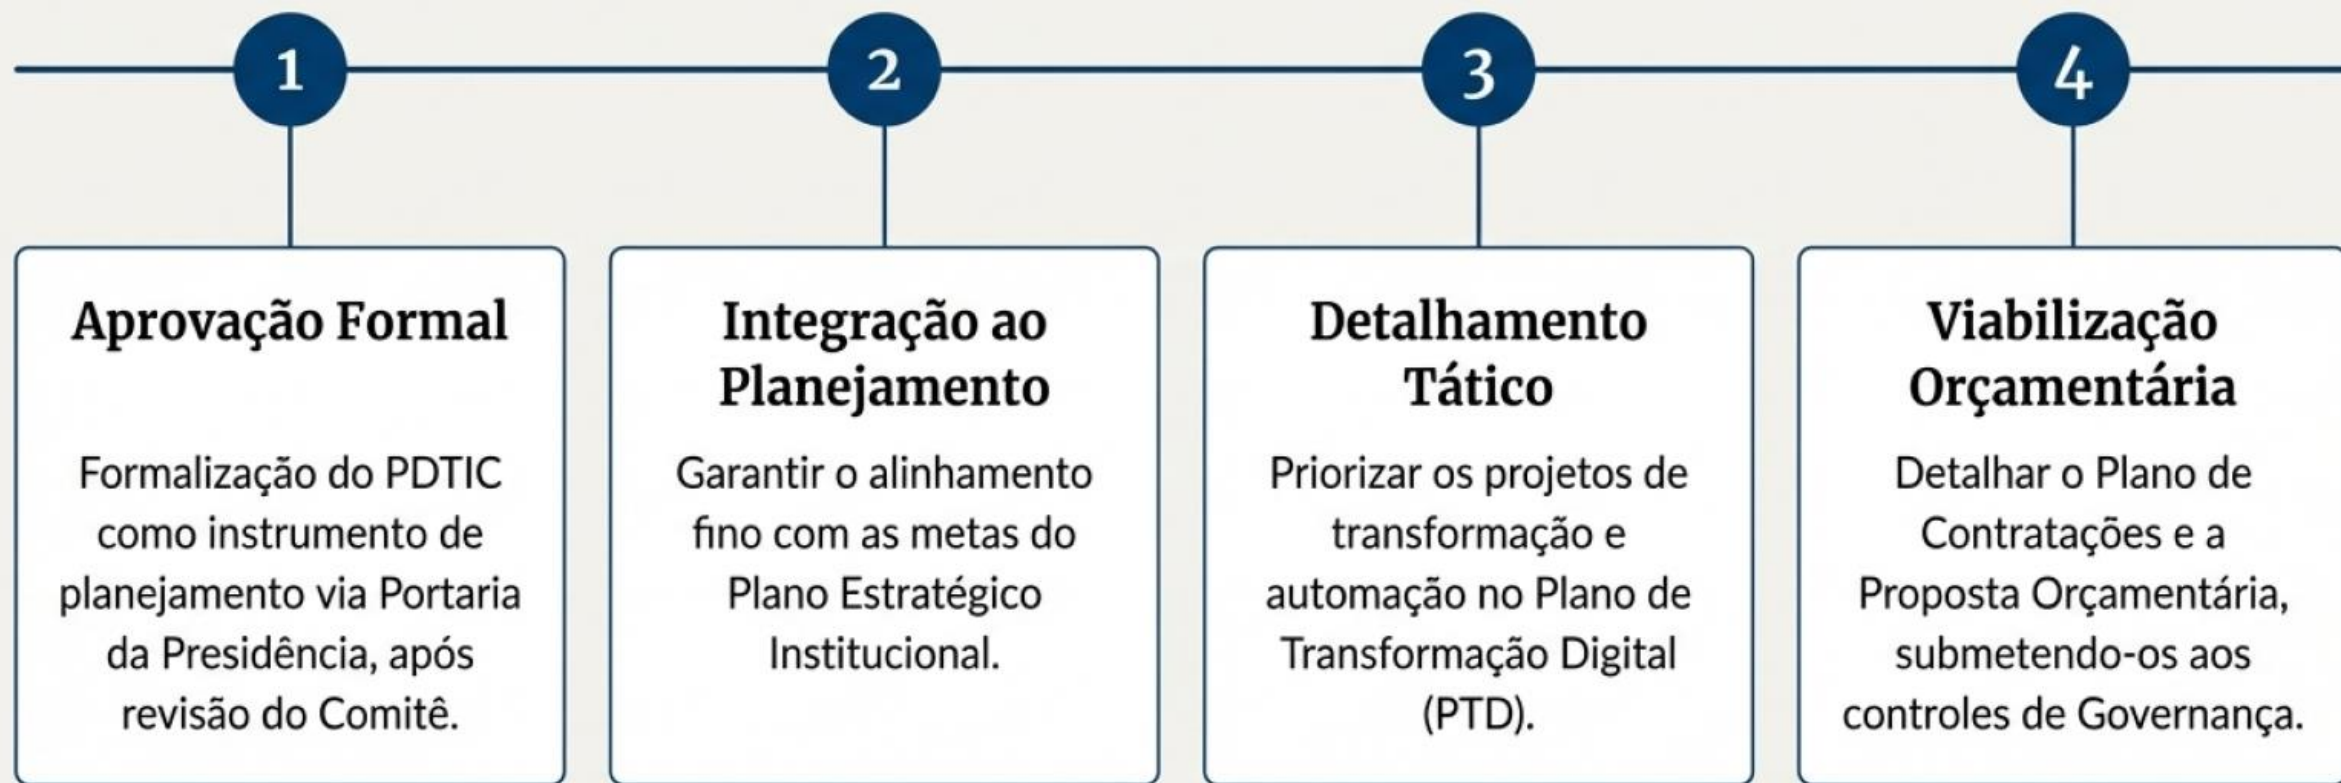 1
Aprovação Formal
Formalização do PDTIC
como instrumento de
planejamento via Portaria
da Presidência, após
revisão do Comitê.
2
Integração ao
Planejamento
Garantir o alinhamento
fino com as metas do
Plano Estratégico
Institucional.
3
Detalhamento
Tático
Priorizar os projetos de
transformação e
automação no Plano de
Transformação Digital
(PTD).
4
Viabilização
Orçamentária
Detalhar o Plano de
Contratações e a
Proposta Orçamentária,
submetendo-os aos
controles de Governança.